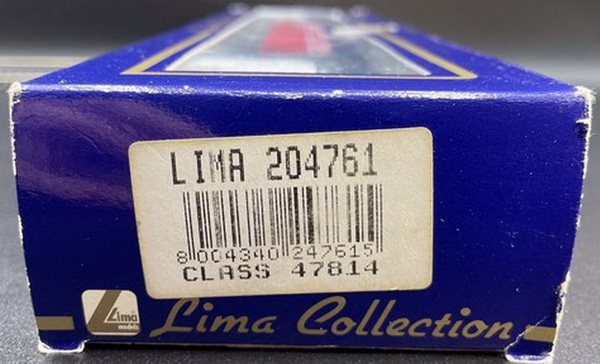 LIMA 204761
8 004340 247615
CLASS 47814
Lima
models
Lima Collection